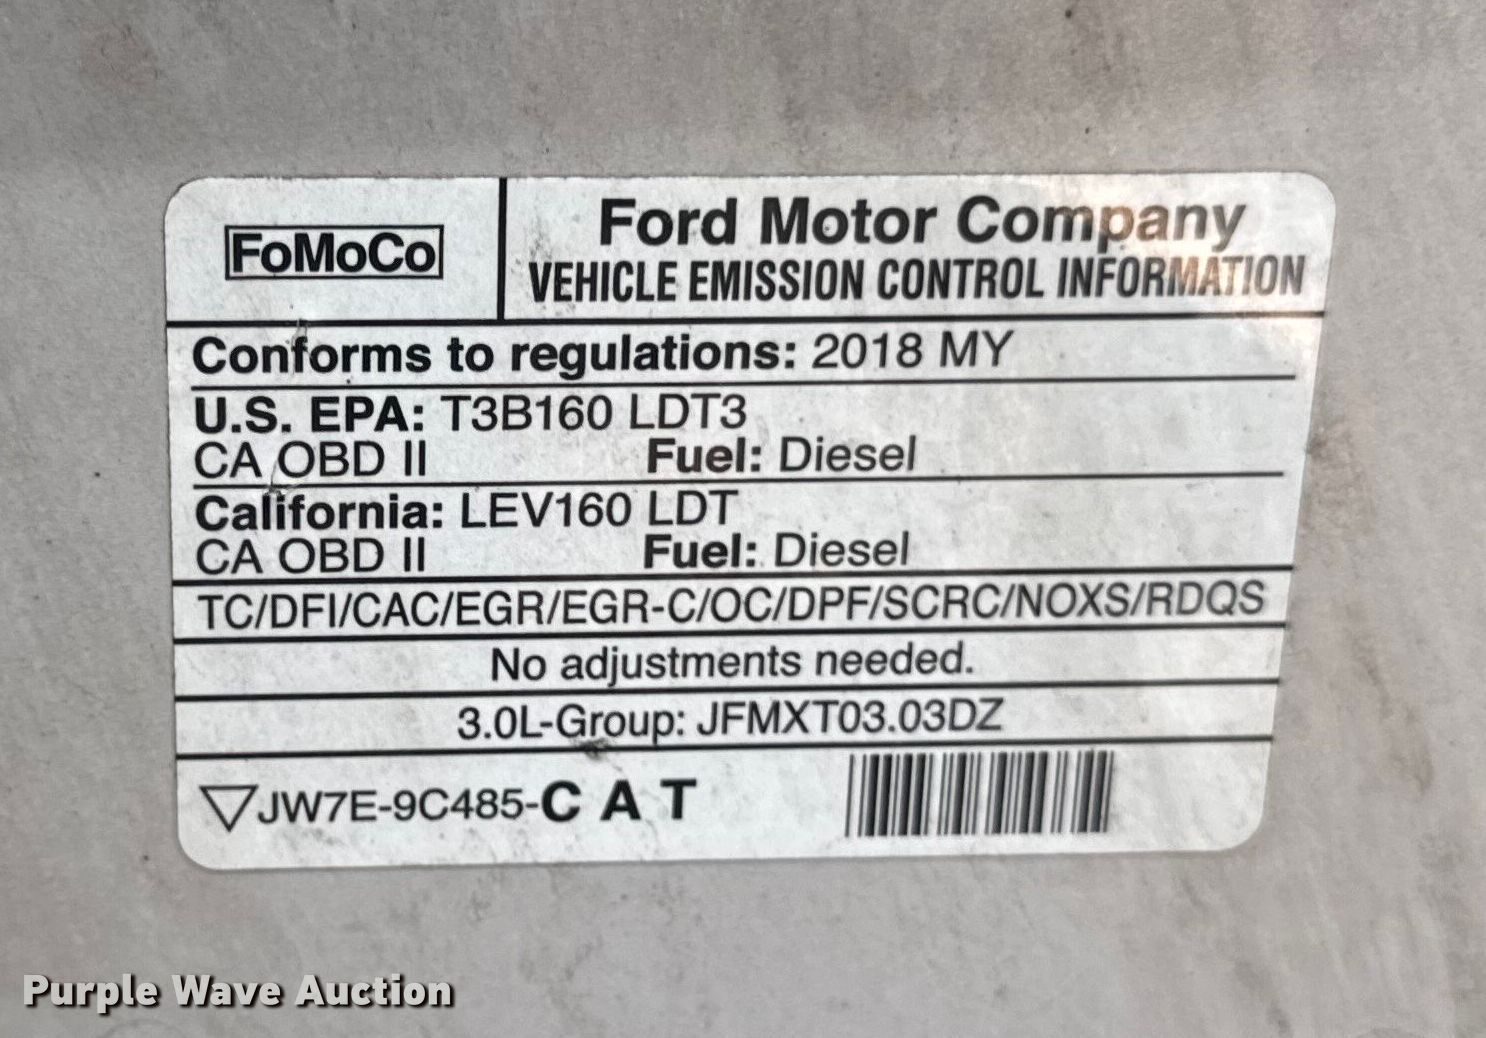 FoMoCo
Ford Motor Company
VEHICLE EMISSION CONTROL INFORMATION
Conforms to regulations: 2018 MY
U.S. EPA: T3B160 LDT3
CA OBD II Fuel: Diesel
California: LEV160 LDT
CA OBD II Fuel: Diesel
TC/DFI/CAC/EGR/EGR-C/OC/DPF/SCRC/NOXS/RDQS
No adjustments needed.
3.0L-Group: JFMXT03.03DZ
JW7E-9C485-C A T
Purple Wave Auction